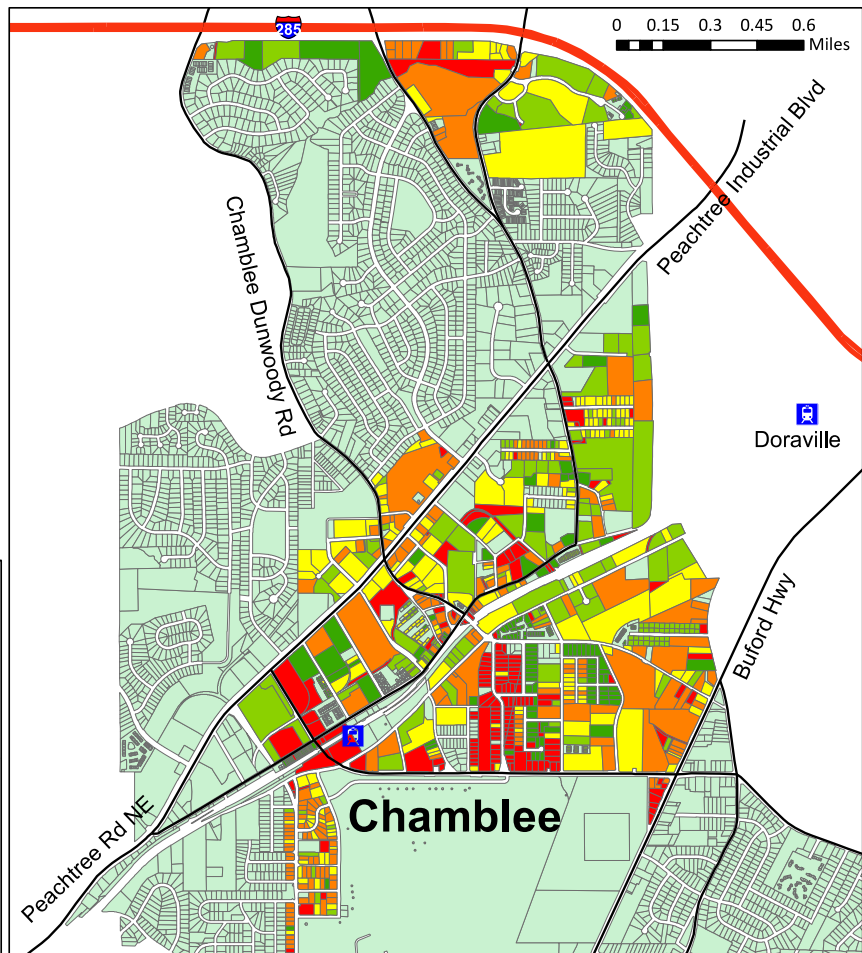 285
0 0.15 0.3 0.45 0.6
Miles
Peachtree Industrial Blvd
Chamblee Dunwoody Rd
Doraville
Buford Hwy
Chamblee
Peachtree Rd NE